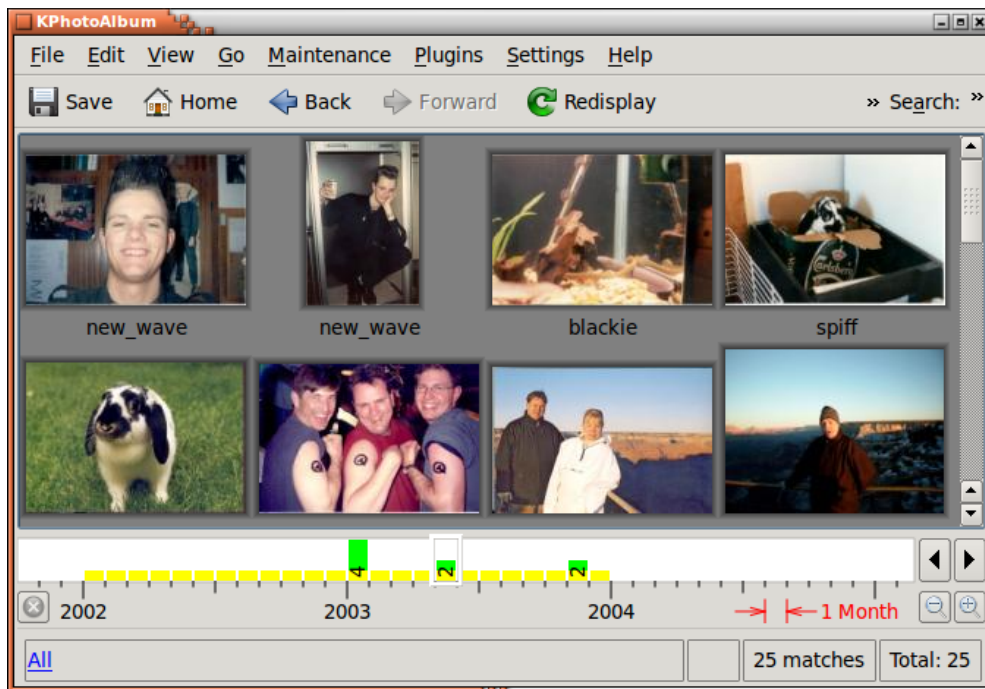 KPhotoAlbum
File Edit View Go Maintenance Plugins Settings Help
Save Home Back Forward Redisplay » Search: »
Carlsberg
new_wave new_wave blackie spiff
4 2 2
2002 2003 2004 1 Month
All 25 matches Total: 25